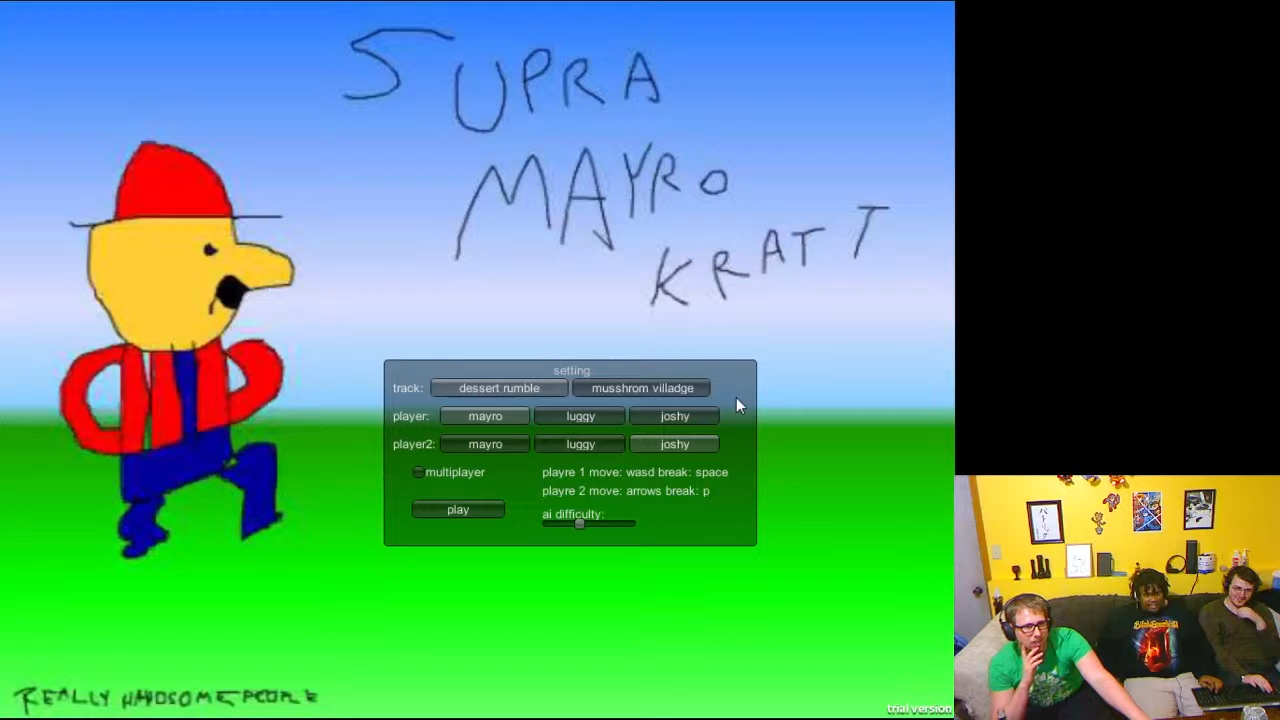 SUPRA
MAYRO
KRATT
setting
track: dessert rumble musshrom villadge
player: mayro luggy joshy
player2: mayro luggy joshy
multiplayer
playre 1 move: wasd break: space
playre 2 move: arrows break: p
play
ai difficulty:
REALLY HANDSOME PEOPLE
trial version